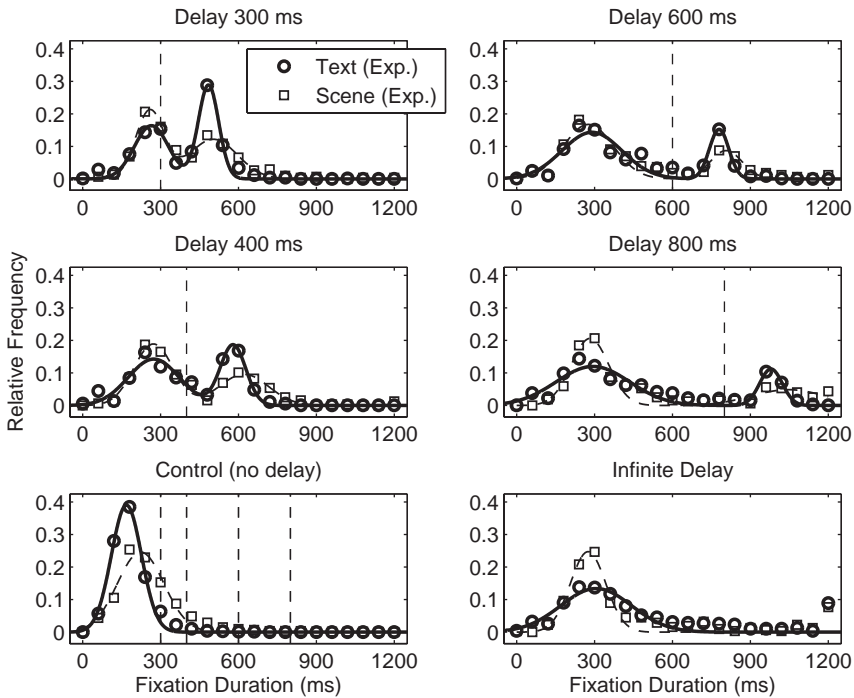 Delay 300 ms
Text (Exp.)
Scene (Exp.)
0.4
0.3
0.2
0.1
0
0 300 600 900 1200
Delay 600 ms
0.4
0.3
0.2
0.1
0
0 300 600 900 1200
Delay 400 ms
0.4
0.3
0.2
0.1
0
0 300 600 900 1200
Relative Frequency
Delay 800 ms
0.4
0.3
0.2
0.1
0
0 300 600 900 1200
Control (no delay)
0.4
0.3
0.2
0.1
0
0 300 600 900 1200
Fixation Duration (ms)
Infinite Delay
0.4
0.3
0.2
0.1
0
0 300 600 900 1200
Fixation Duration (ms)